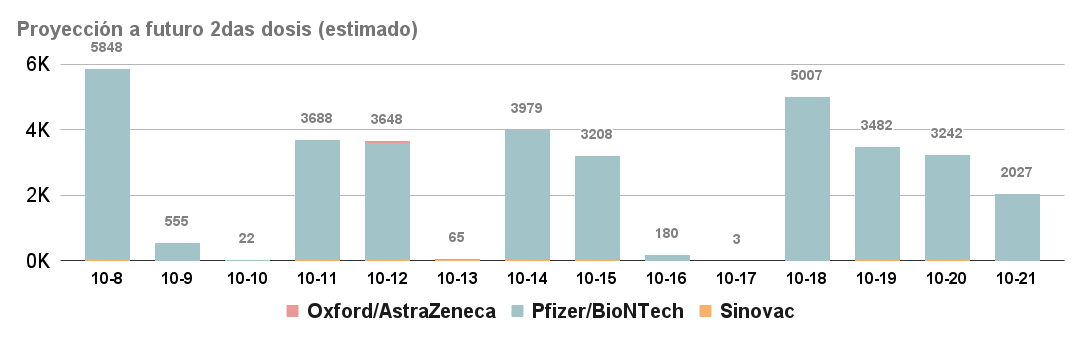 Proyección a futuro 2das dosis (estimado)
5848
6K
5007
3979
3688
3648
3482
4K
3208
3242
2027
2K
555
180
65
22
3
0K
10-8 10-9 10-10 10-11 10-12 10-13 10-14 10-15 10-16 10-17 10-18 10-19 10-20 10-21
Oxford/AstraZeneca Pfizer/BioNTech Sinovac